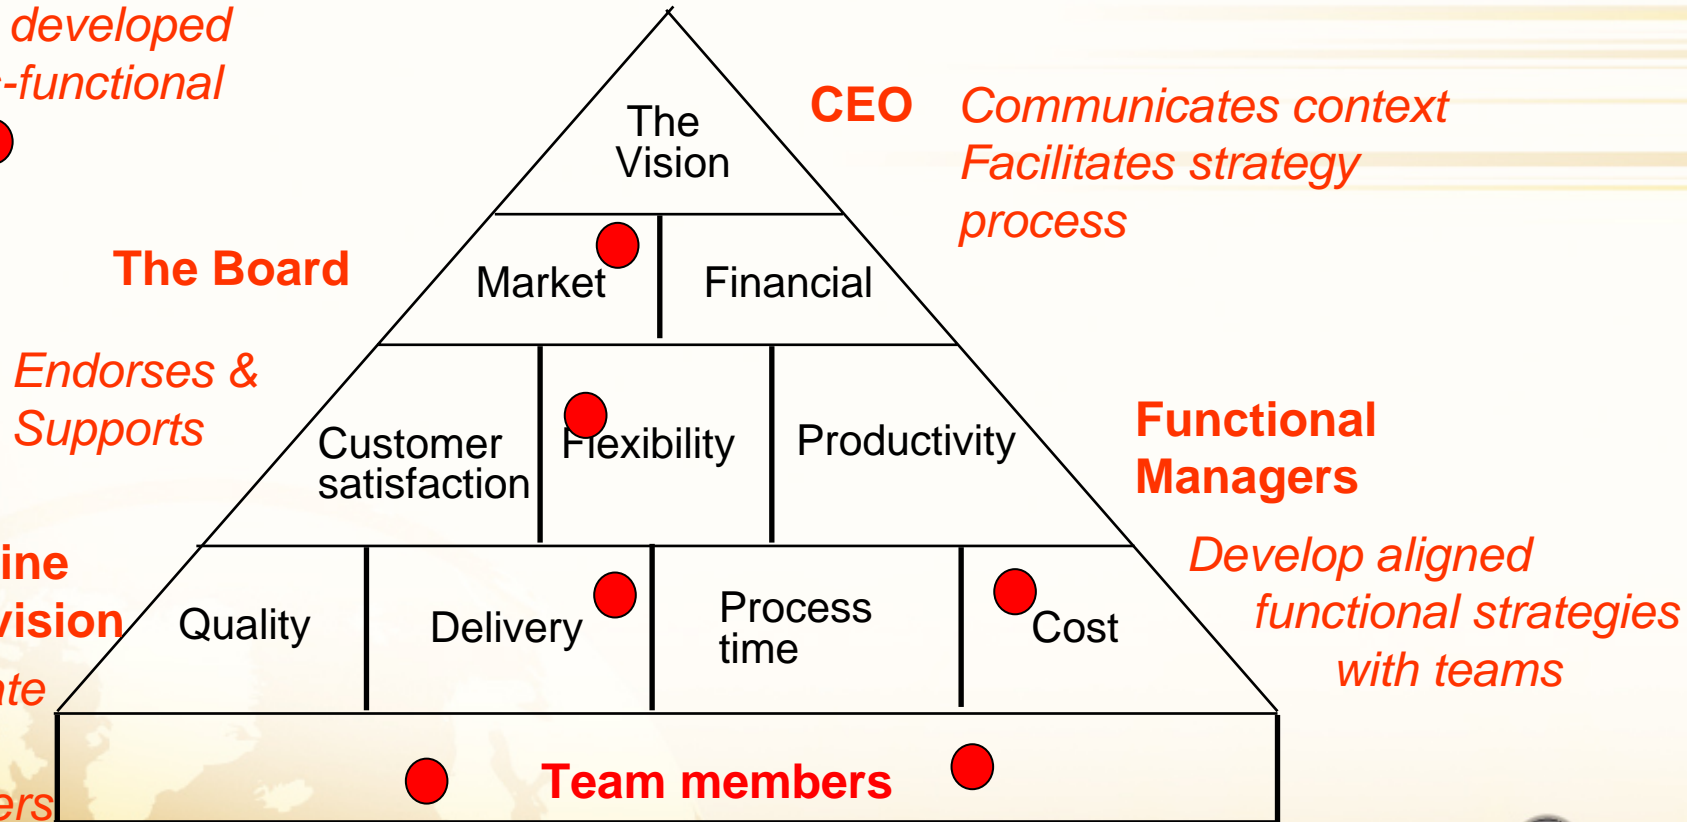 developed
-functional
CEO
Communicates context
Facilitates strategy
process
The
Vision
The Board
Market
Financial
Endorses &
Supports
Customer
satisfaction
Flexibility
Productivity
Functional
Managers
Develop aligned
functional strategies
with teams
Quality
Delivery
Process
time
Cost
Team members